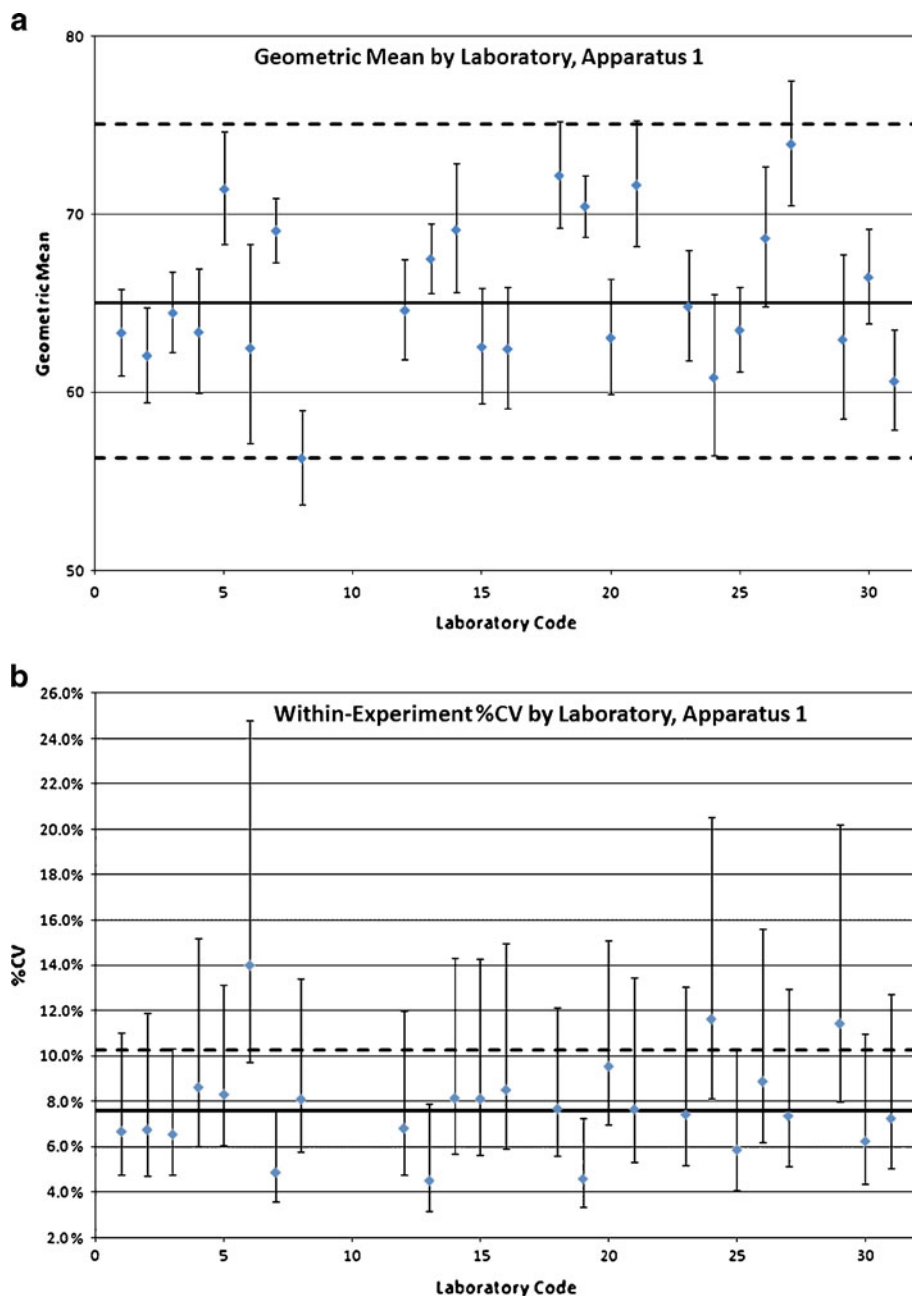 a
Geometric Mean by Laboratory, Apparatus 1
80
70
60
50
Geometric Mean
0 5 10 15 20 25 30
Laboratory Code
b
Within-Experiment %CV by Laboratory, Apparatus 1
26.0%
24.0%
22.0%
20.0%
18.0%
16.0%
14.0%
12.0%
10.0%
8.0%
6.0%
4.0%
2.0%
%CV
0 5 10 15 20 25 30
Laboratory Code